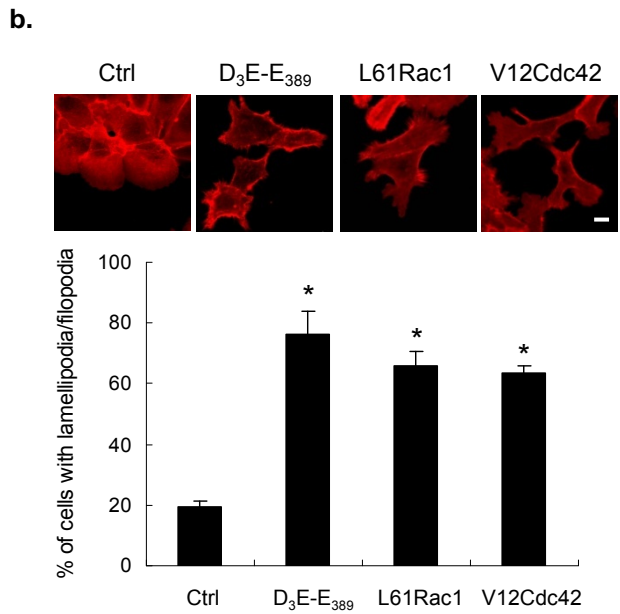 b.
Ctrl D₃E-E₃₈₉ L61Rac1 V12Cdc42
% of cells with lamellipodia/filopodia
100
80
60
40
20
0
* * *
Ctrl D₃E-E₃₈₉ L61Rac1 V12Cdc42